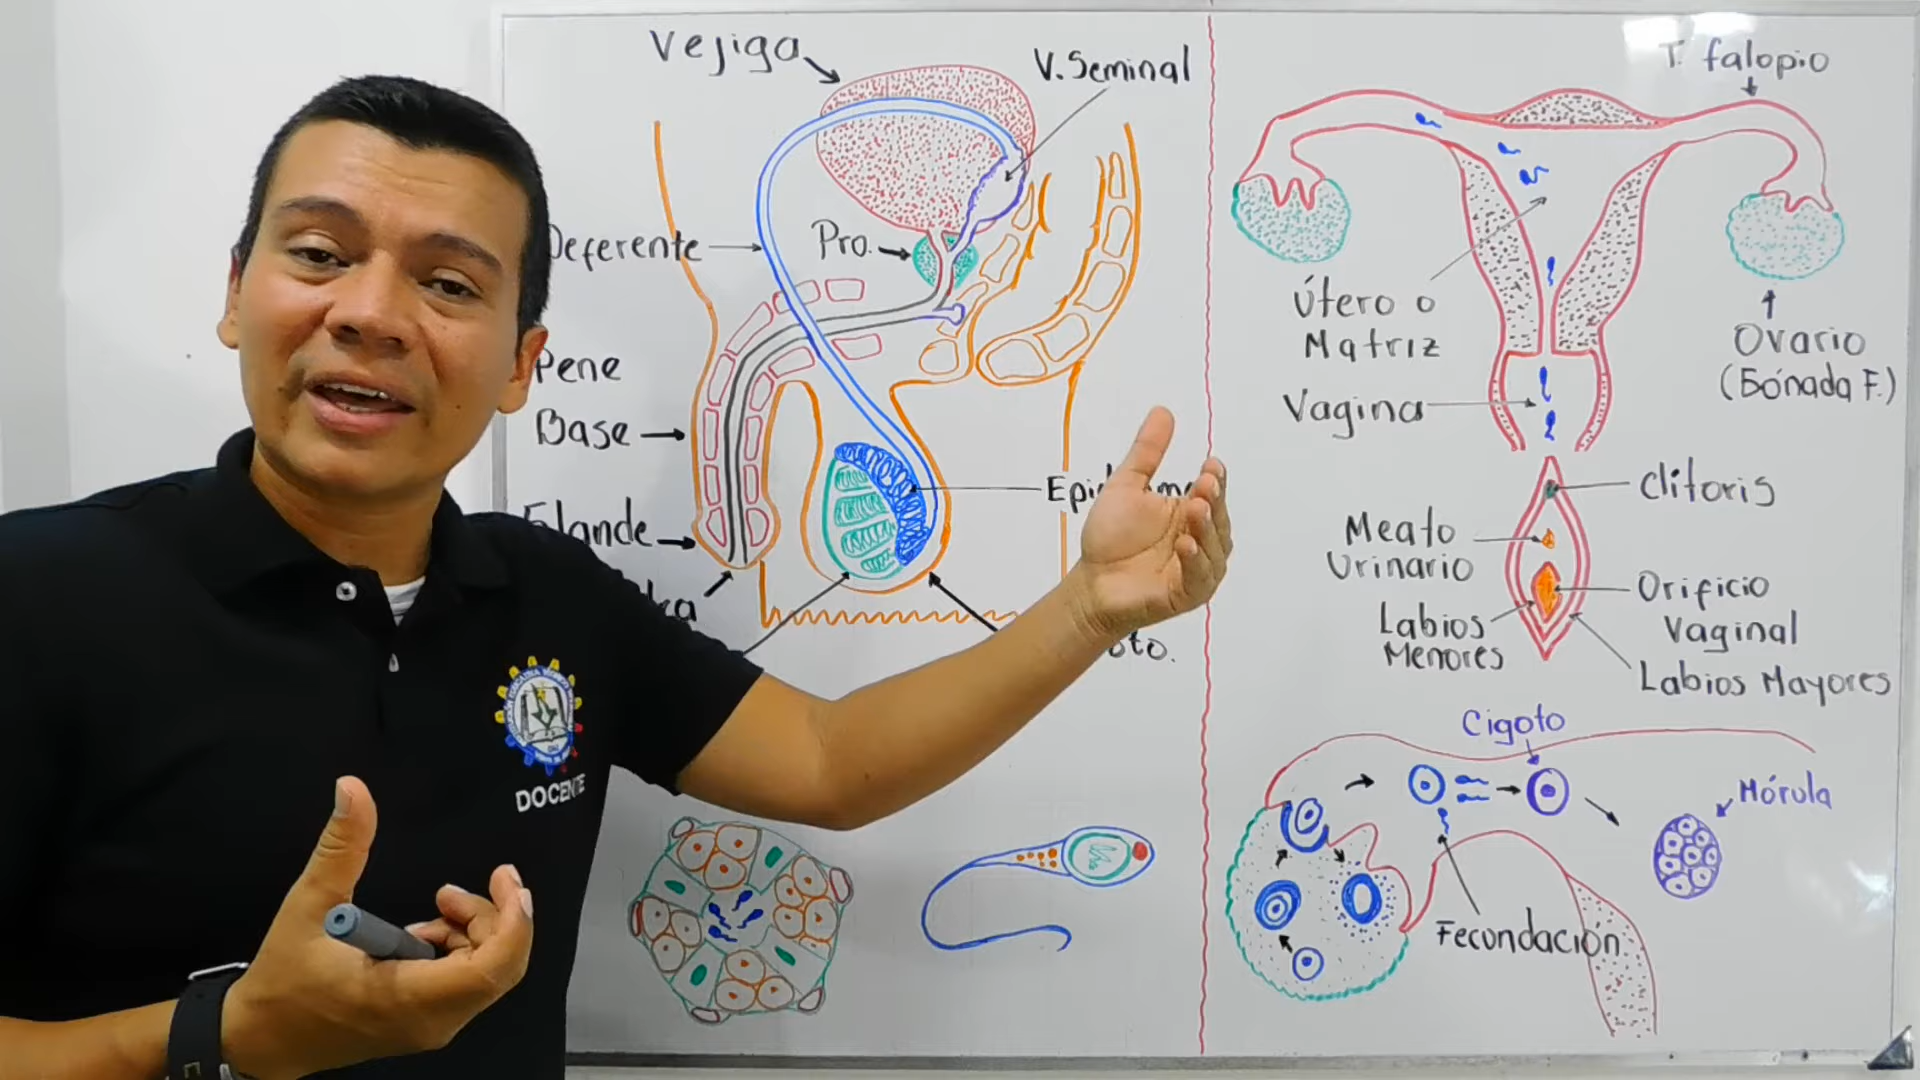 Vejiga
V. Seminal
Deferente
Pro.
Pene
Base
Glande
Epidídimo
T. falopio
Útero o
Matriz
Ovario
(Gónada F.)
Vagina
Clítoris
Meato
Urinario
Orificio
Vaginal
Labios
Menores
Labios Mayores
Cigoto
Mórula
Fecundación
DOCENTE